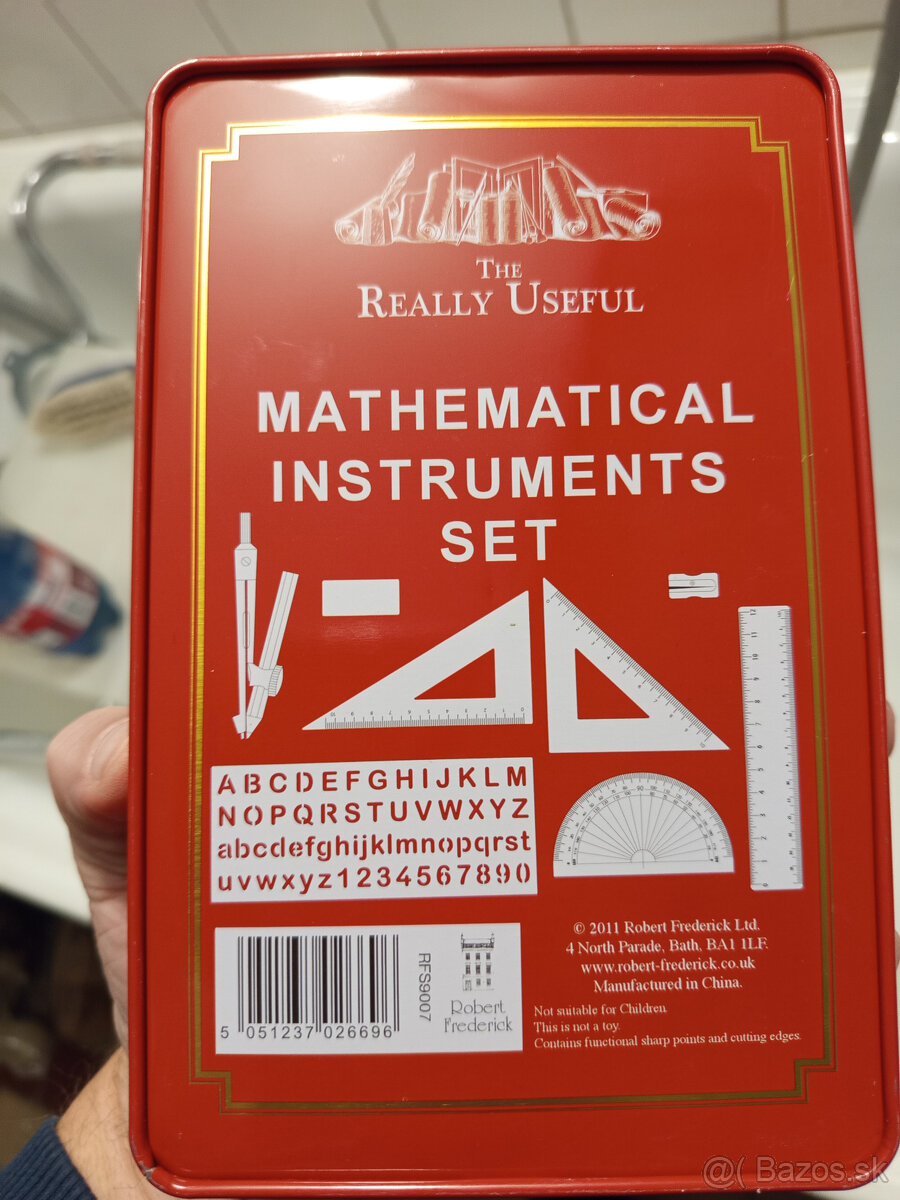 THE
REALLY USEFUL
MATHEMATICAL
INSTRUMENTS
SET
ABCDEFGHIJKLM
NOPQRSTUVWXYZ
abcdefghijklmnopqrst
uvwxyz1234567890
5 051237 026696
RFS9007
Robert
Frederick
© 2011 Robert Frederick Ltd.
4 North Parade, Bath, BA1 1LF.
www.robert-frederick.co.uk
Manufactured in China.
Not suitable for Children.
This is not a toy.
Contains functional sharp points and cutting edges.
@( Bazos.sk